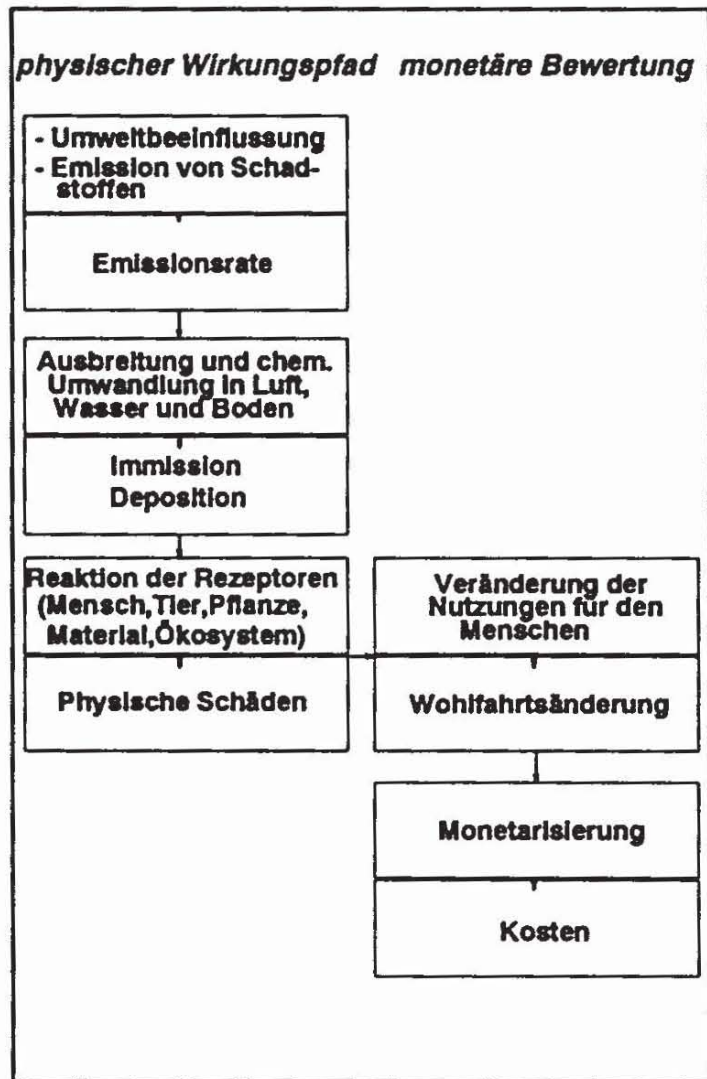 physischer Wirkungspfad monetäre Bewertung
- Umweltbeeinflussung
- Emission von Schad-
stoffen
Emissionsrate
Ausbreitung und chem.
Umwandlung in Luft,
Wasser und Boden
Immission
Deposition
Reaktion der Rezeptoren
(Mensch,Tier,Pflanze,
Material,Ökosystem)
Physische Schäden
Veränderung der
Nutzungen für den
Menschen
Wohlfahrtsänderung
Monetarisierung
Kosten